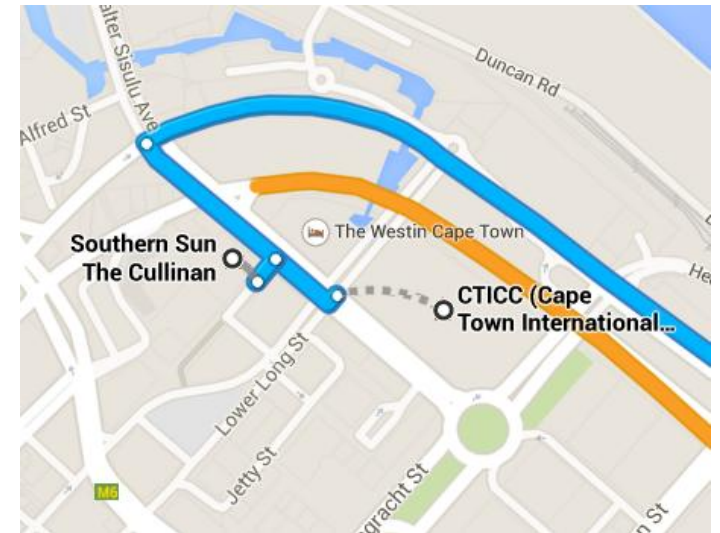 alter Sisulu Ave
Duncan Rd
Alfred St
Southern Sun
The Cullinan
The Westin Cape Town
CTICC (Cape
Town International...
He
Lower Long St
Jetty St
M6
gracht St
n St